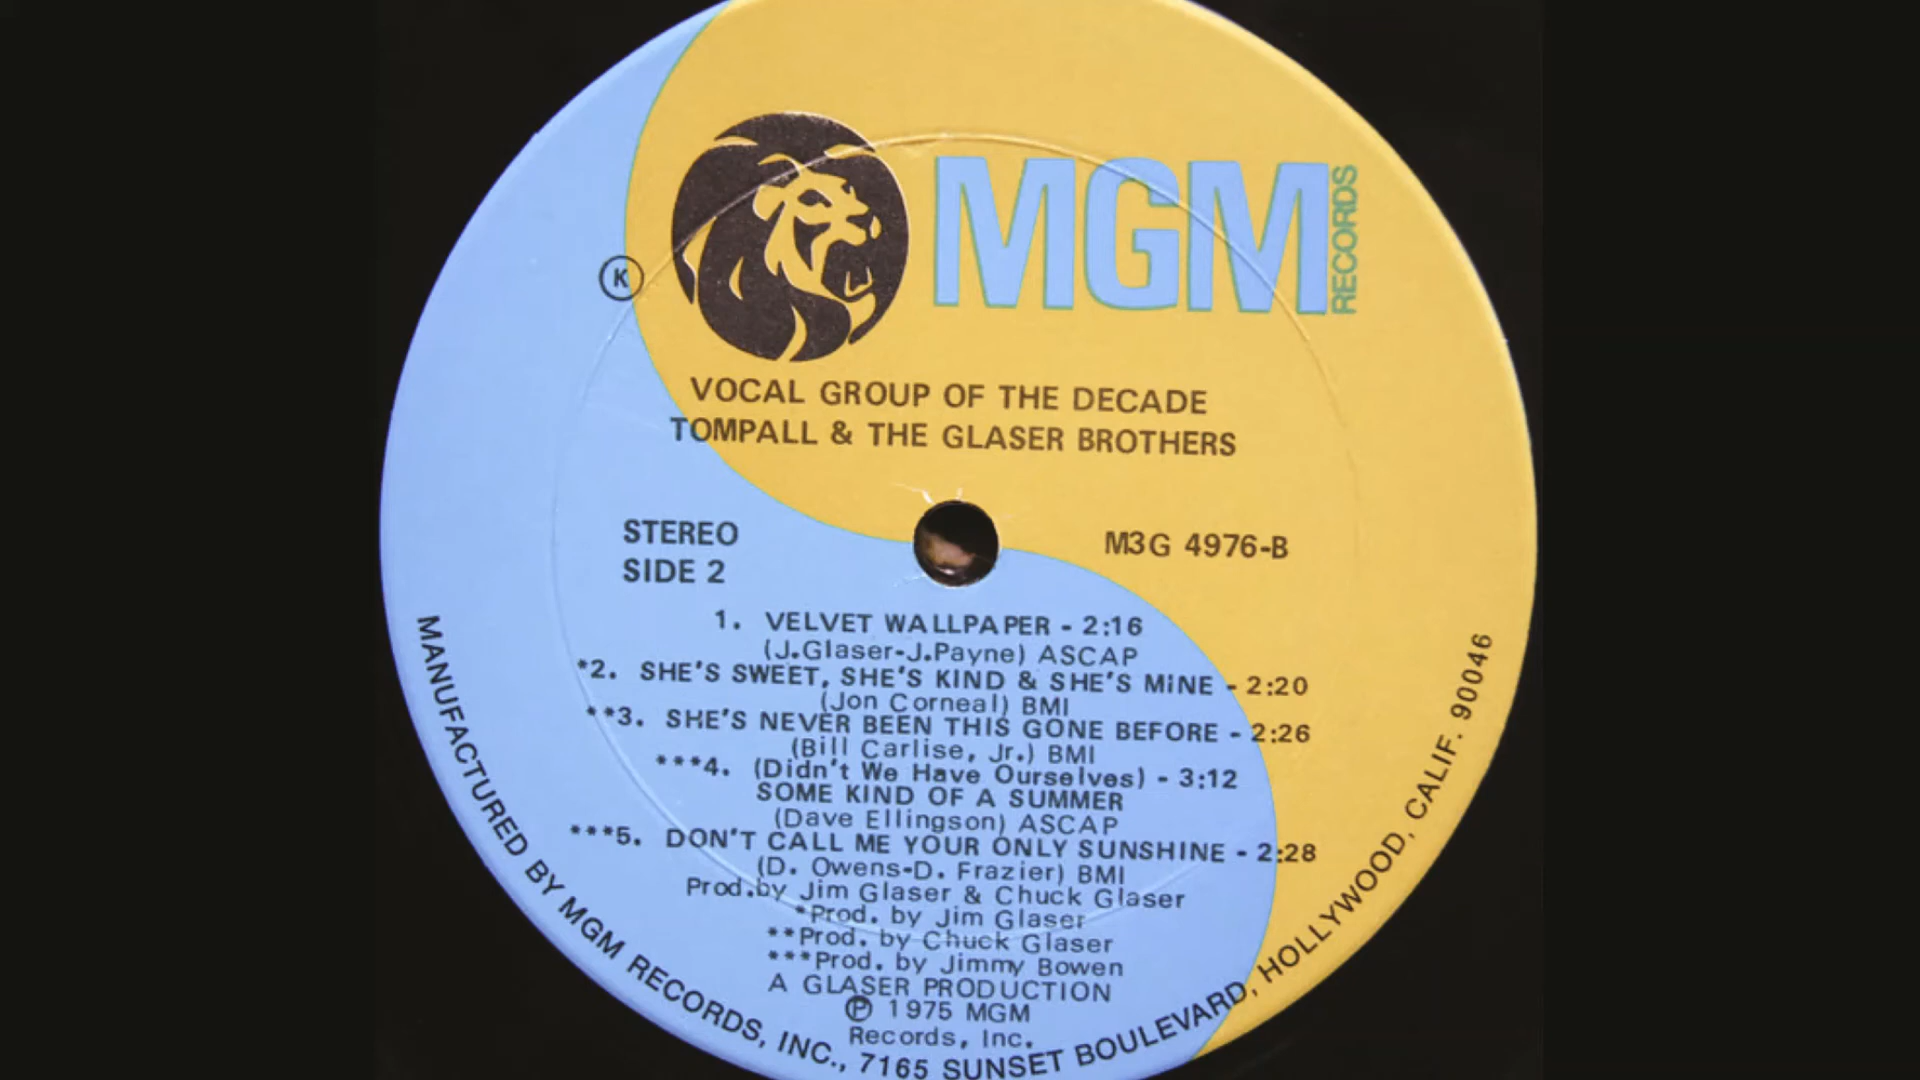 MGM
RECORDS
K
VOCAL GROUP OF THE DECADE
TOMPALL & THE GLASER BROTHERS
STEREO
SIDE 2
M3G 4976-B
1. VELVET WALLPAPER - 2:16
(J.Glaser-J.Payne) ASCAP
*2. SHE'S SWEET, SHE'S KIND & SHE'S MINE - 2:20
(Jon Corneal) BMI
**3. SHE'S NEVER BEEN THIS GONE BEFORE - 2:26
(Bill Carlise, Jr.) BMI
***4. (Didn't We Have Ourselves) - 3:12
SOME KIND OF A SUMMER
(Dave Ellingson) ASCAP
***5. DON'T CALL ME YOUR ONLY SUNSHINE - 2:28
(D. Owens-D. Frazier) BMI
Prod.by Jim Glaser & Chuck Glaser
*Prod. by Jim Glaser
**Prod. by Chuck Glaser
***Prod. by Jimmy Bowen
A GLASER PRODUCTION
℗ 1975 MGM
Records, Inc.
MANUFACTURED BY MGM RECORDS, INC., 7165 SUNSET BOULEVARD, HOLLYWOOD, CALIF. 90046